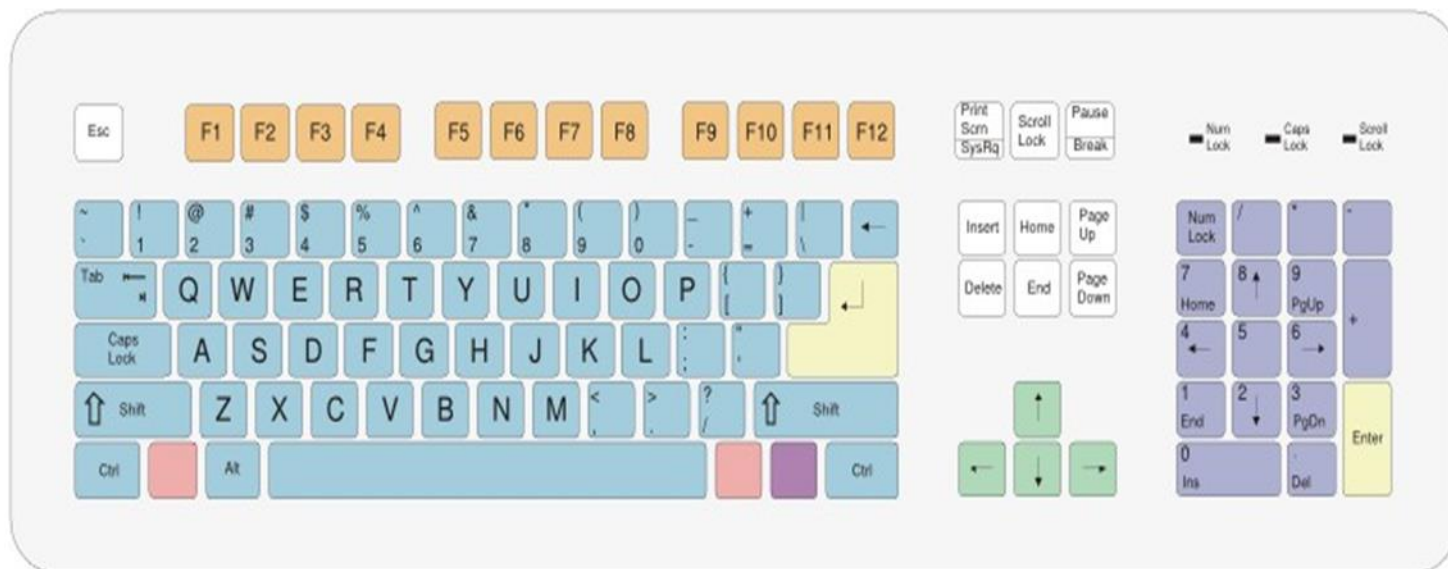 Esc F1 F2 F3 F4 F5 F6 F7 F8 F9 F10 F11 F12
Print
Scrn
SysRq
Scroll
Lock
Pause
Break
Num
Lock
Caps
Lock
Scroll
Lock
~ ! @ # $ % ^ & * ( ) _ + |
` 1 2 3 4 5 6 7 8 9 0 - = \ ←
Insert Home Page
Up
Num
Lock
/ * -
Tab Q W E R T Y U I O P { }
[ ]
Delete End Page
Down
7 8 ↑ 9
Home PgUp
+
Caps
Lock
A S D F G H J K L : "
; '
4 ← 5 6 →
⇧ Shift Z X C V B N M < > ?
, . /
⇧ Shift
↑
1 2 ↓ 3
End PgDn
Enter
Ctrl Alt Ctrl
← ↓ →
0 .
Ins Del